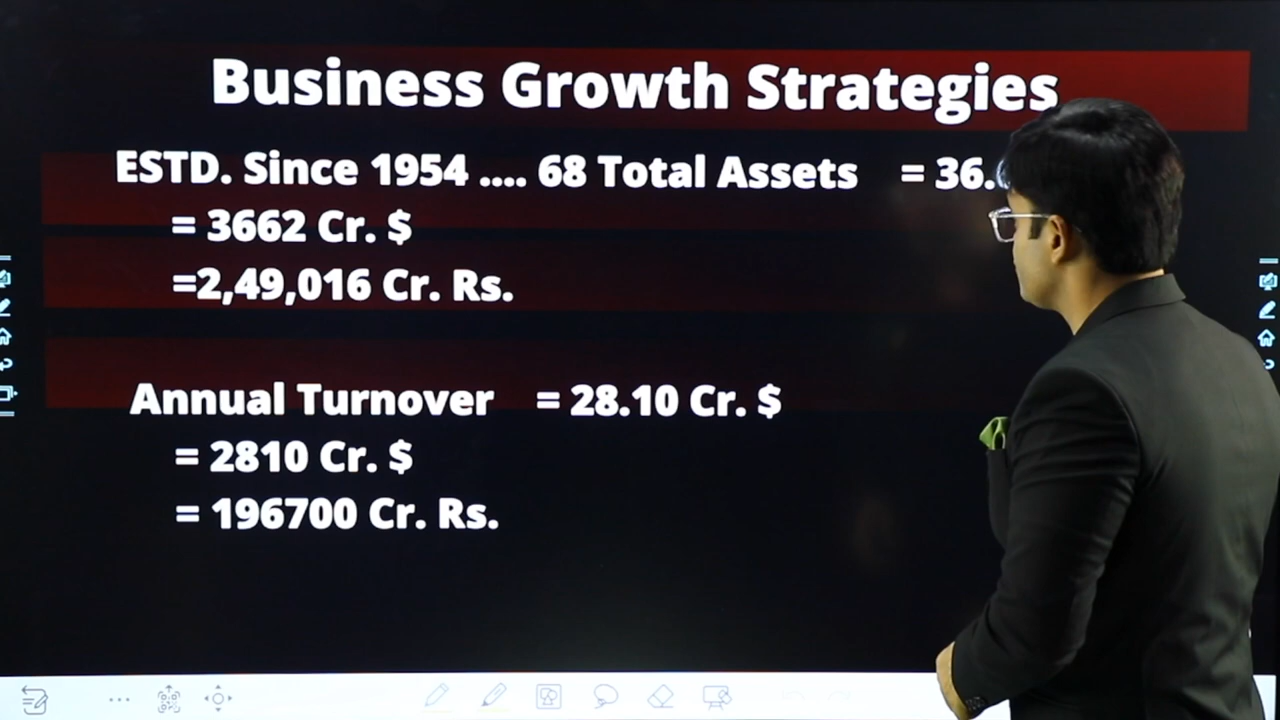 Business Growth Strategies
ESTD. Since 1954 .... 68 Total Assets = 36.
= 3662 Cr. $
=2,49,016 Cr. Rs.
Annual Turnover = 28.10 Cr. $
= 2810 Cr. $
= 196700 Cr. Rs.